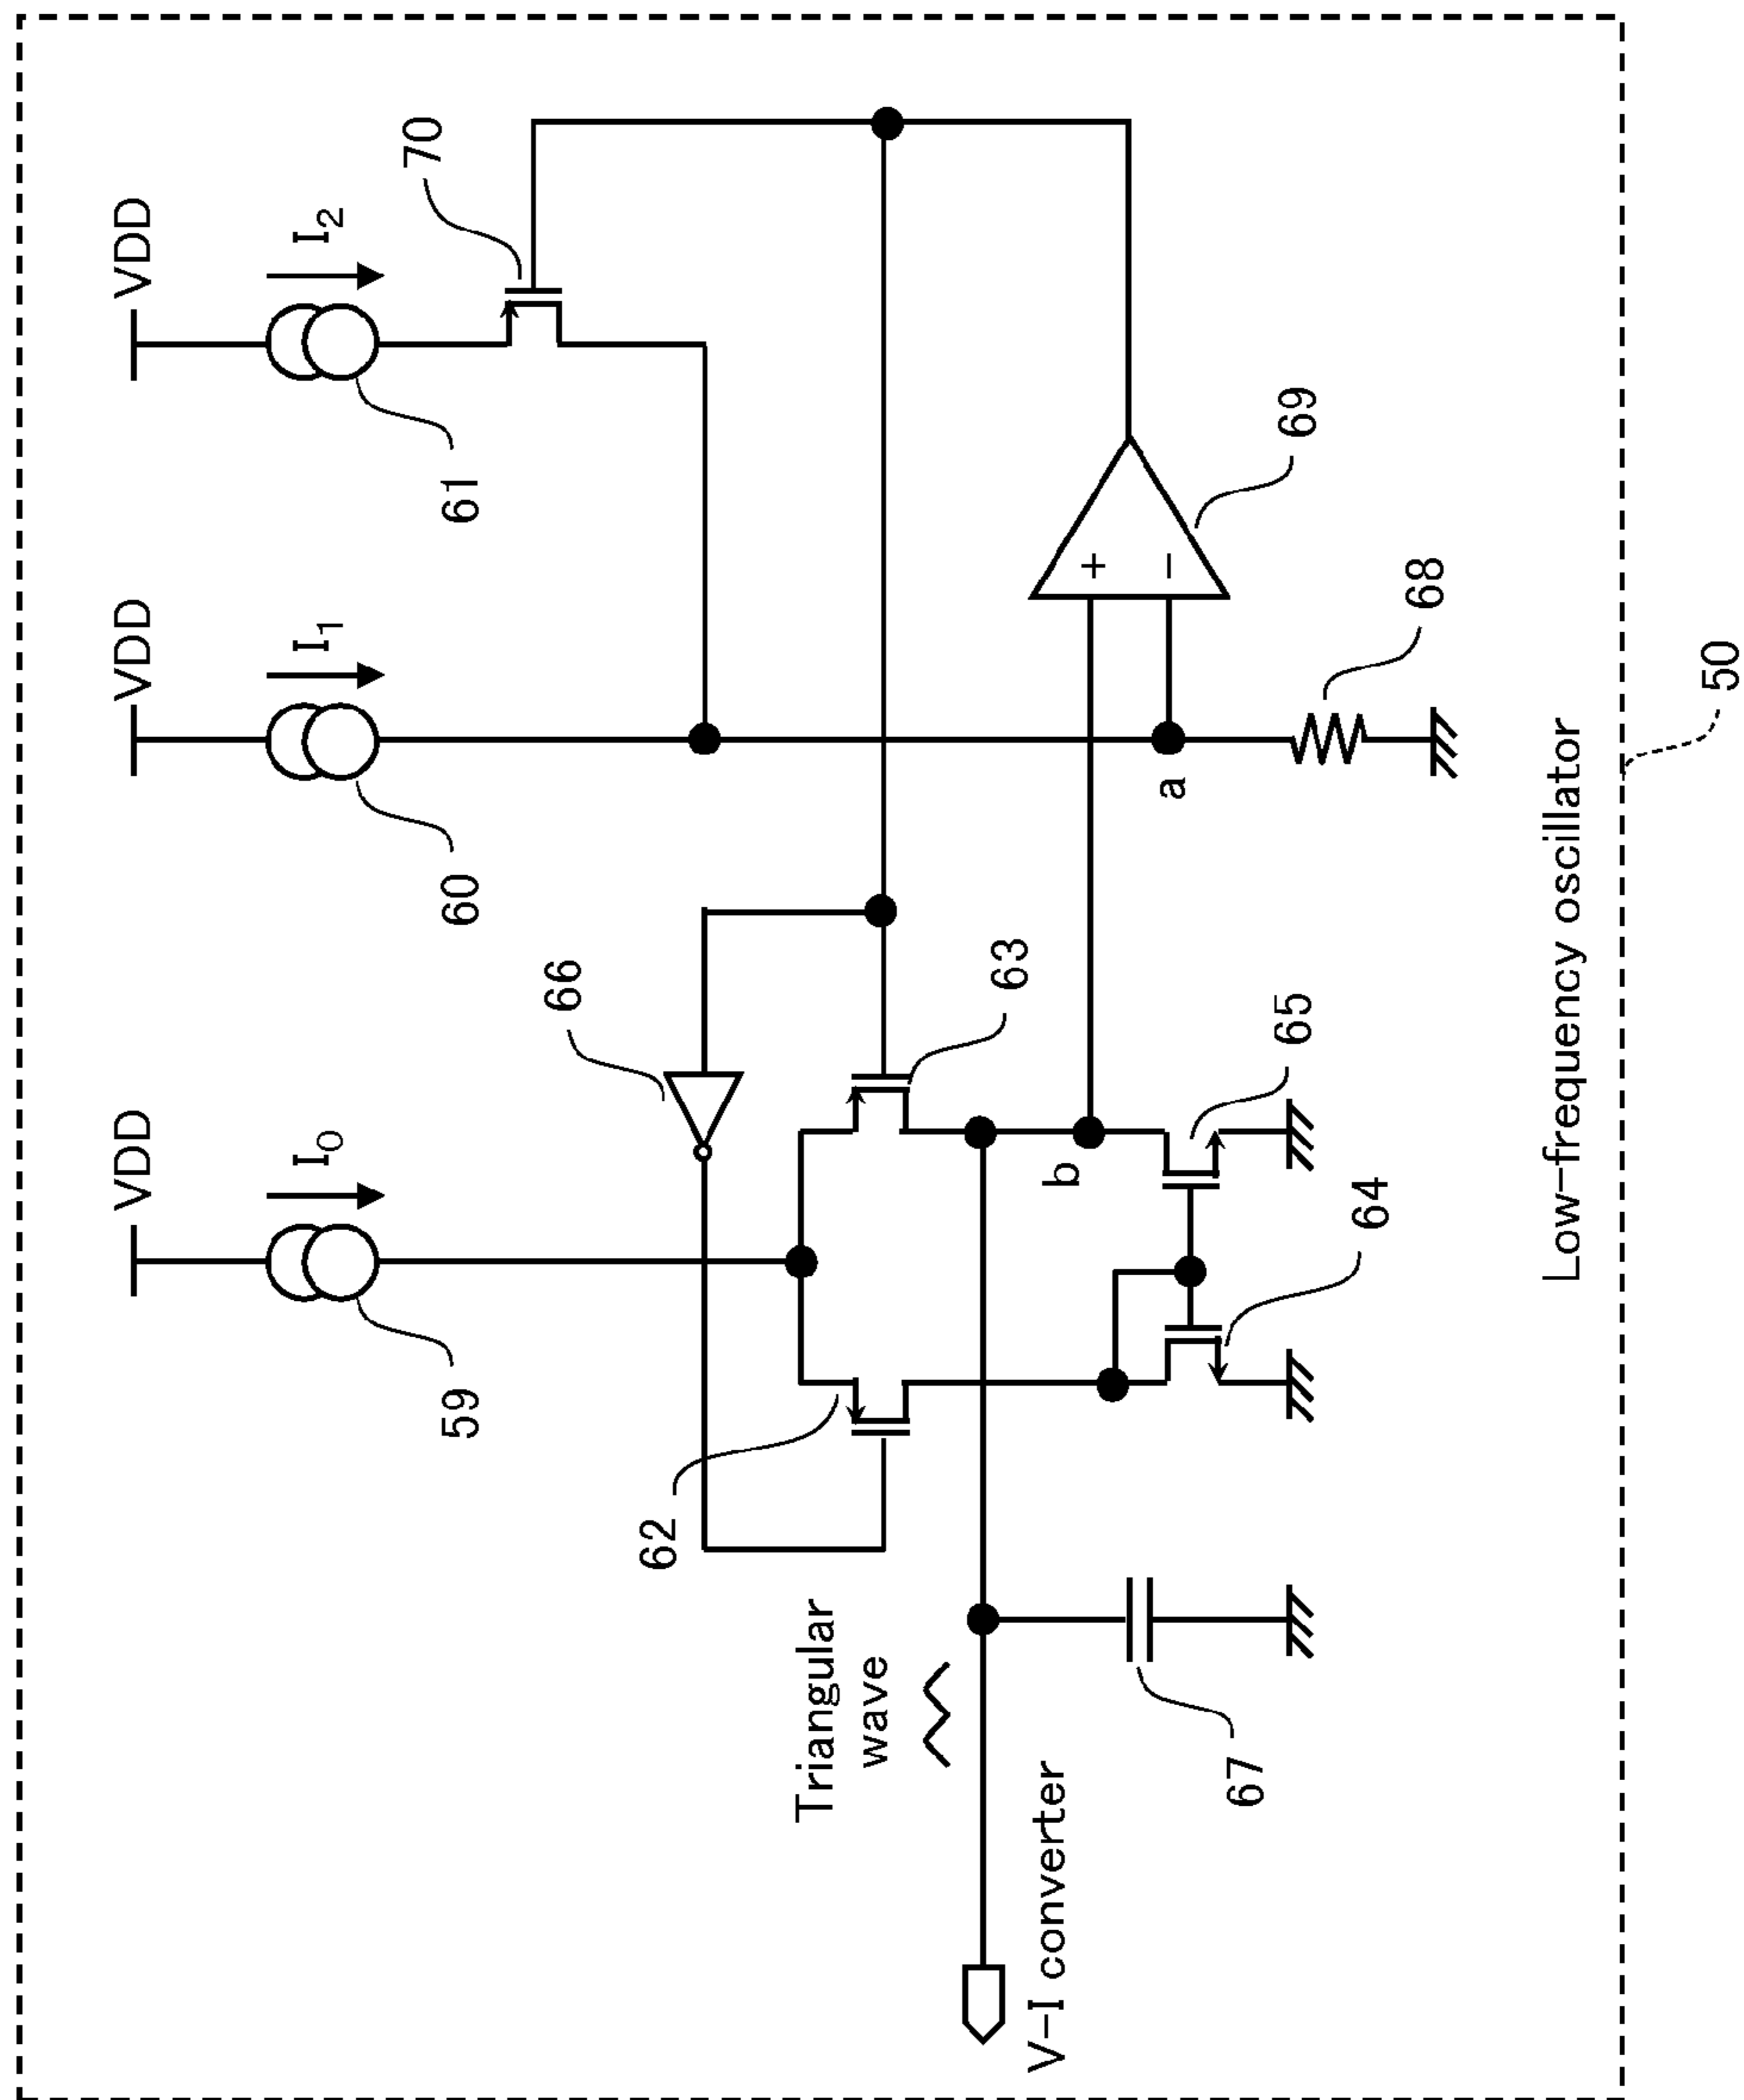 VDD
I0
59
VDD
I1
60
VDD
I2
61
70
66
62
63
Triangular
wave
V-I converter
67
b
64
65
a
+
−
69
68
Low-frequency oscillator
50